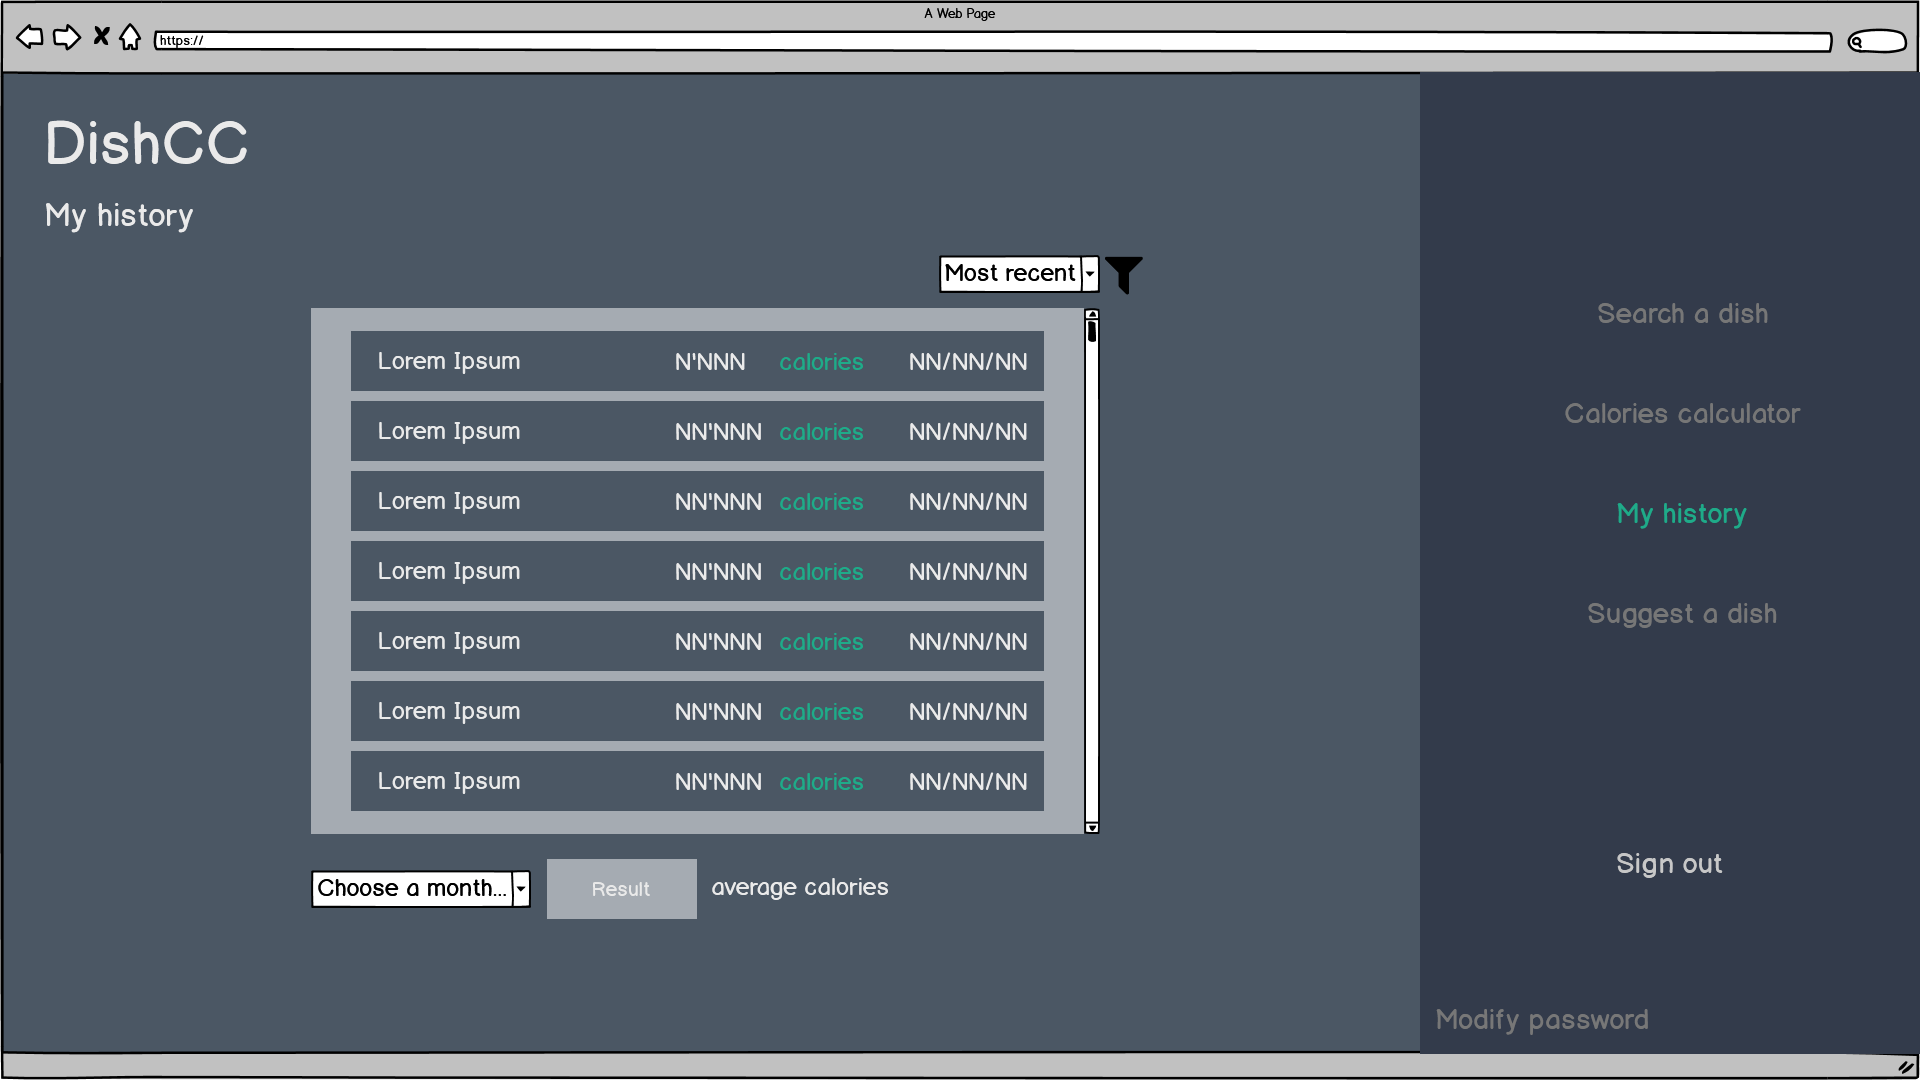 A Web Page
https://
DishCC
My history
Most recent
Lorem Ipsum N'NNN calories NN/NN/NN
Lorem Ipsum NN'NNN calories NN/NN/NN
Lorem Ipsum NN'NNN calories NN/NN/NN
Lorem Ipsum NN'NNN calories NN/NN/NN
Lorem Ipsum NN'NNN calories NN/NN/NN
Lorem Ipsum NN'NNN calories NN/NN/NN
Lorem Ipsum NN'NNN calories NN/NN/NN
Choose a month... Result average calories
Search a dish
Calories calculator
My history
Suggest a dish
Sign out
Modify password